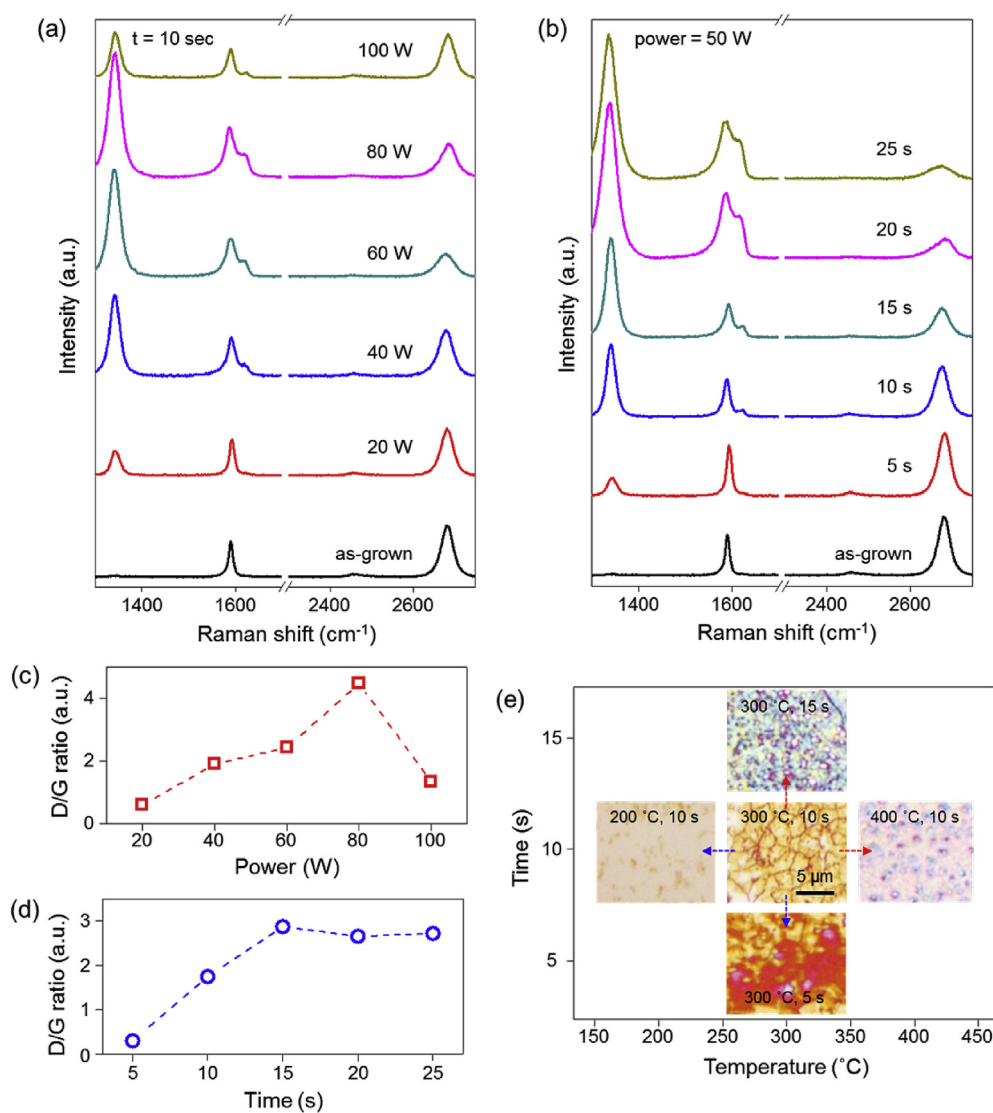 (a)
t = 10 sec
100 W
80 W
60 W
40 W
20 W
as-grown
Intensity (a.u.)
1400 1600 2400 2600
Raman shift (cm⁻¹)
(b)
power = 50 W
25 s
20 s
15 s
10 s
5 s
as-grown
Intensity (a.u.)
1400 1600 2400 2600
Raman shift (cm⁻¹)
(c)
D/G ratio (a.u.)
4
2
0
20 40 60 80 100
Power (W)
(d)
D/G ratio (a.u.)
3
2
1
0
5 10 15 20 25
Time (s)
(e)
Time (s)
15
10
5
300 ˚C, 15 s
200 ˚C, 10 s
300 ˚C, 10 s
400 ˚C, 10 s
5 µm
300 ˚C, 5 s
150 200 250 300 350 400 450
Temperature (˚C)